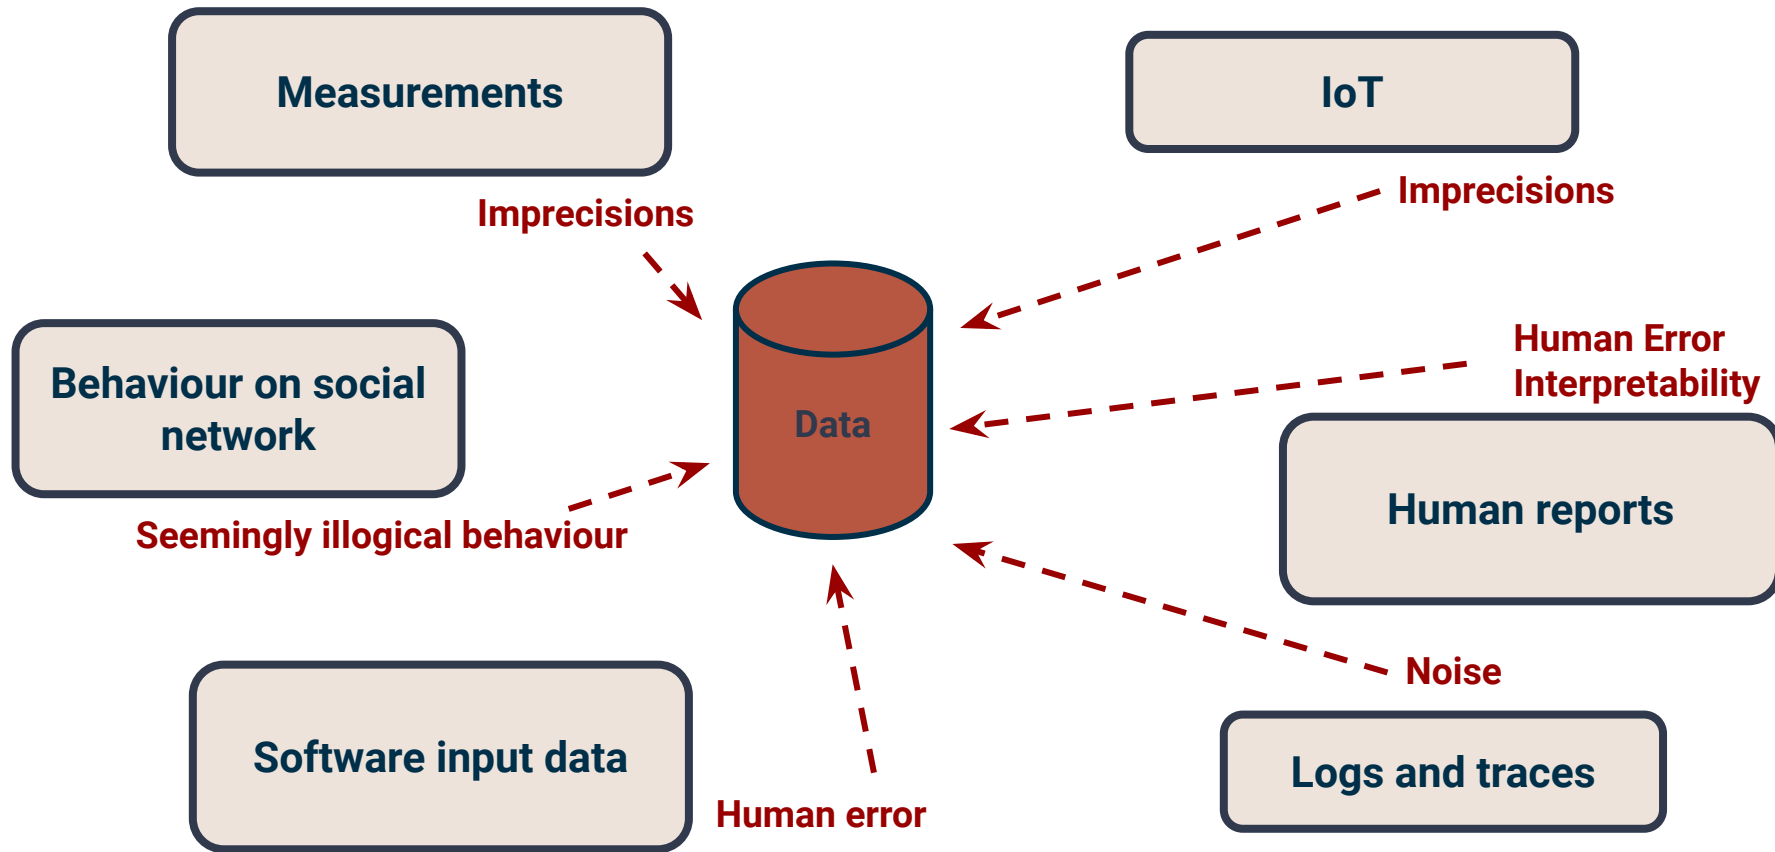 Measurements
IoT
Imprecisions
Imprecisions
Behaviour on social
network
Human Error
Interpretability
Data
Human reports
Seemingly illogical behaviour
Noise
Software input data
Logs and traces
Human error